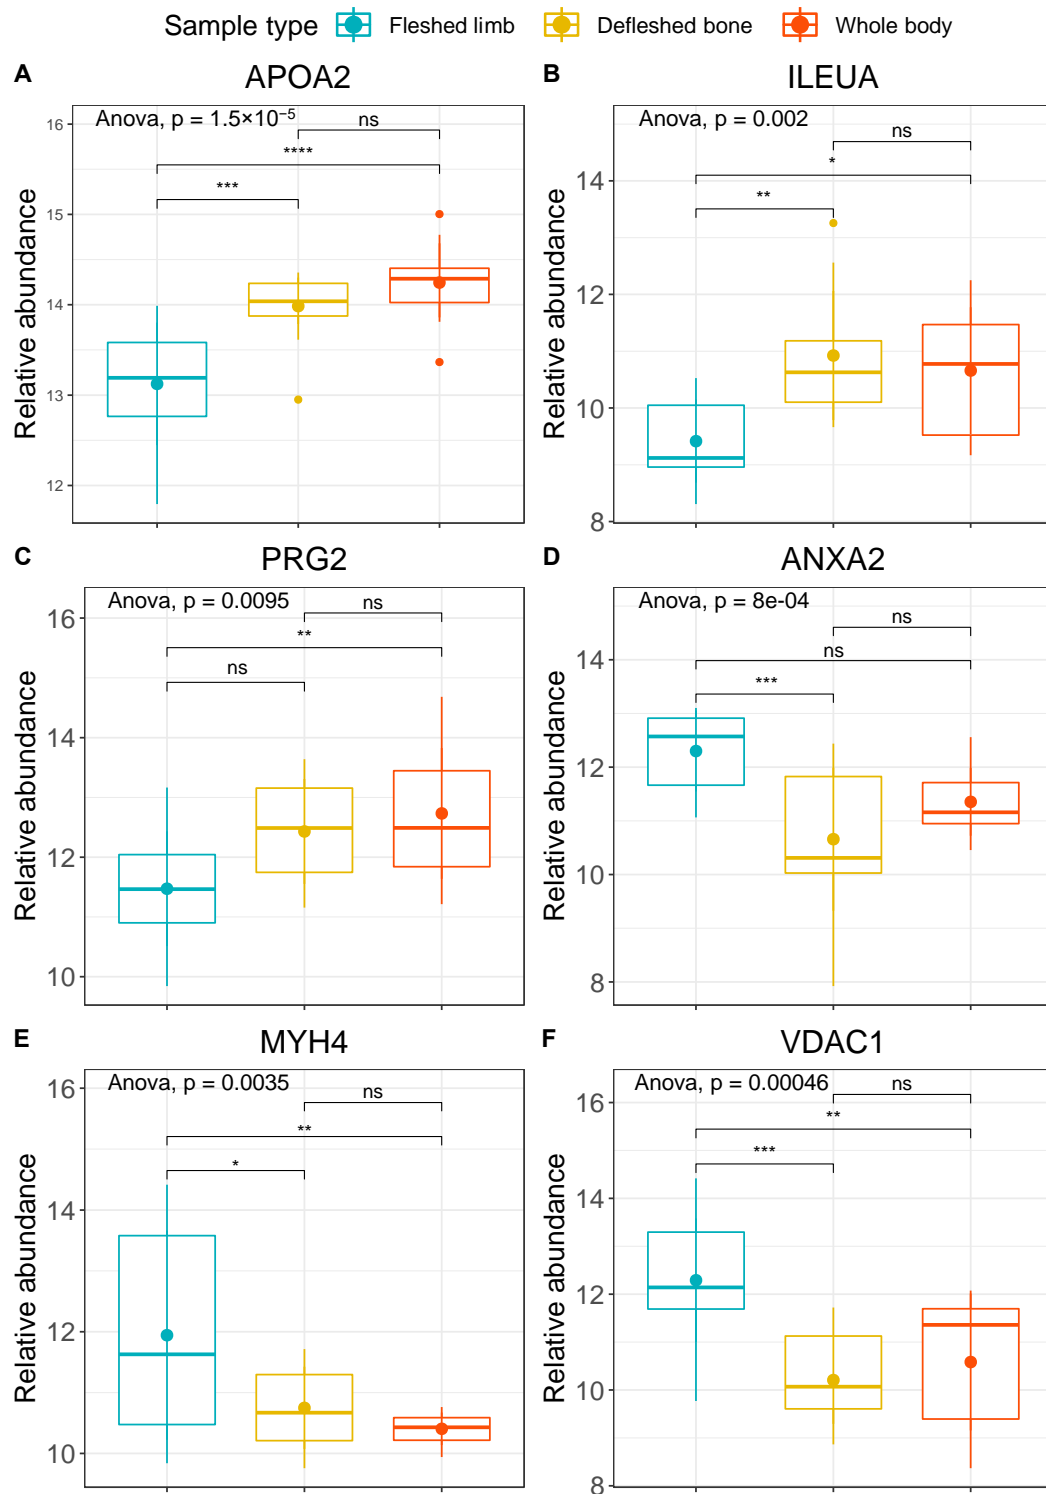 Sample type Fleshed limb Defleshed bone Whole body
A APOA2
Anova, p = 1.5×10⁻⁵
ns
****
***
Relative abundance
16
15
14
13
12
B ILEUA
Anova, p = 0.002
ns
*
**
Relative abundance
14
12
10
8
C PRG2
Anova, p = 0.0095
ns
**
ns
Relative abundance
16
14
12
10
D ANXA2
Anova, p = 8e-04
ns
ns
***
Relative abundance
14
12
10
8
E MYH4
Anova, p = 0.0035
ns
**
*
Relative abundance
16
14
12
10
F VDAC1
Anova, p = 0.00046
ns
**
***
Relative abundance
16
14
12
10
8